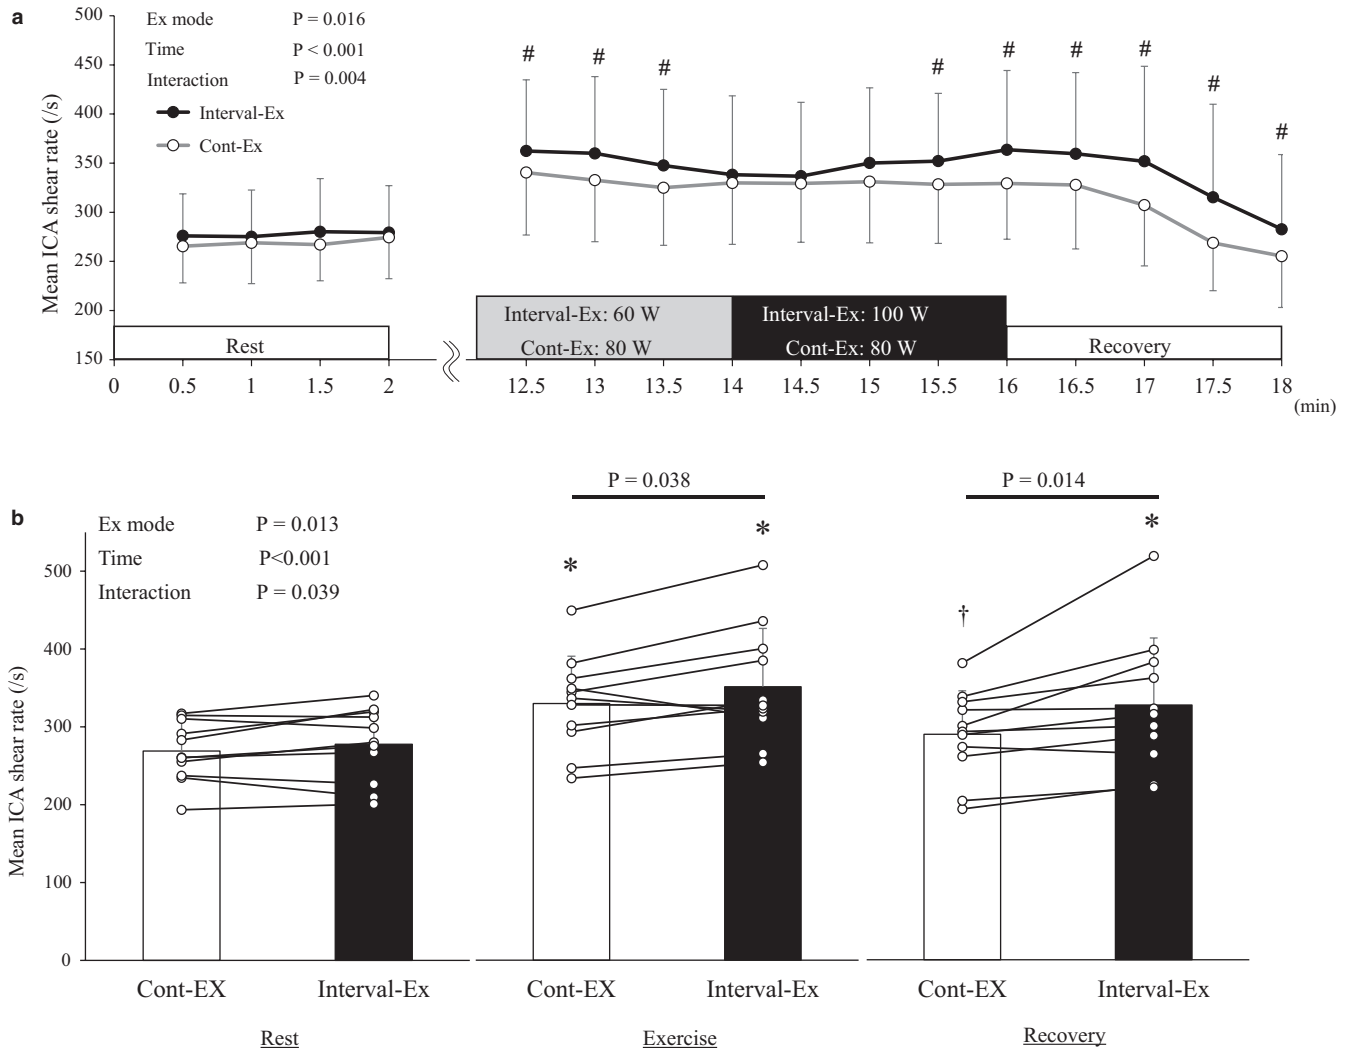 a
Ex mode P = 0.016
Time P < 0.001
Interaction P = 0.004
Interval-Ex
Cont-Ex
Mean ICA shear rate (/s)
500
450
400
350
300
250
200
150
# # # # # # # # #
Rest
Interval-Ex: 60 W
Cont-Ex: 80 W
Interval-Ex: 100 W
Cont-Ex: 80 W
Recovery
0 0.5 1 1.5 2 12.5 13 13.5 14 14.5 15 15.5 16 16.5 17 17.5 18
(min)
b
Ex mode P = 0.013
Time P<0.001
Interaction P = 0.039
P = 0.038
P = 0.014
* * † *
Mean ICA shear rate (/s)
500
400
300
200
100
0
Cont-EX Interval-Ex Cont-EX Interval-Ex Cont-EX Interval-Ex
Rest Exercise Recovery